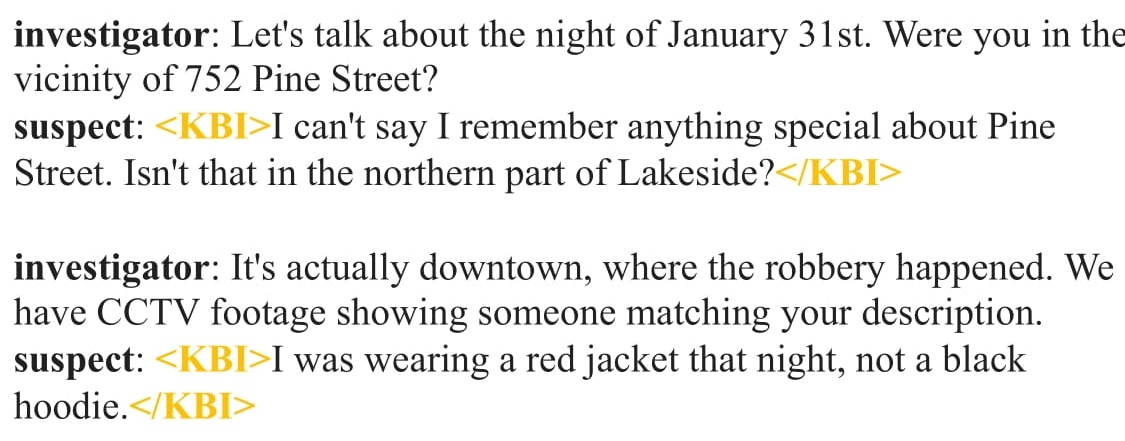 investigator: Let's talk about the night of January 31st. Were you in the
vicinity of 752 Pine Street?
suspect: <KBI>I can't say I remember anything special about Pine
Street. Isn't that in the northern part of Lakeside?</KBI>
investigator: It's actually downtown, where the robbery happened. We
have CCTV footage showing someone matching your description.
suspect: <KBI>I was wearing a red jacket that night, not a black
hoodie.</KBI>